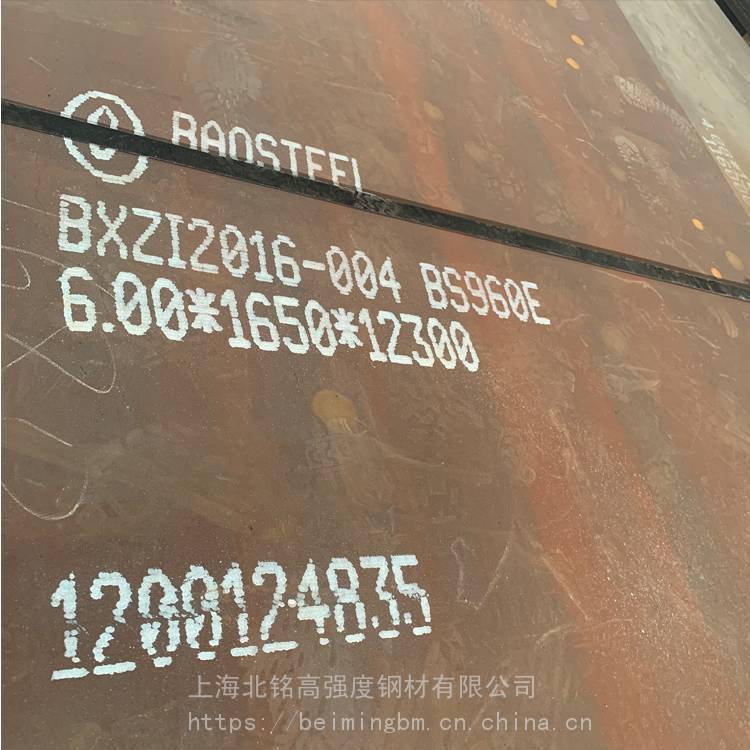 BAOSTEEL
BXZI2016-004 BS960E
6.00*1650*12300
1200124835
上海北铭高强度钢材有限公司
https://beimingbm.cn.china.cn